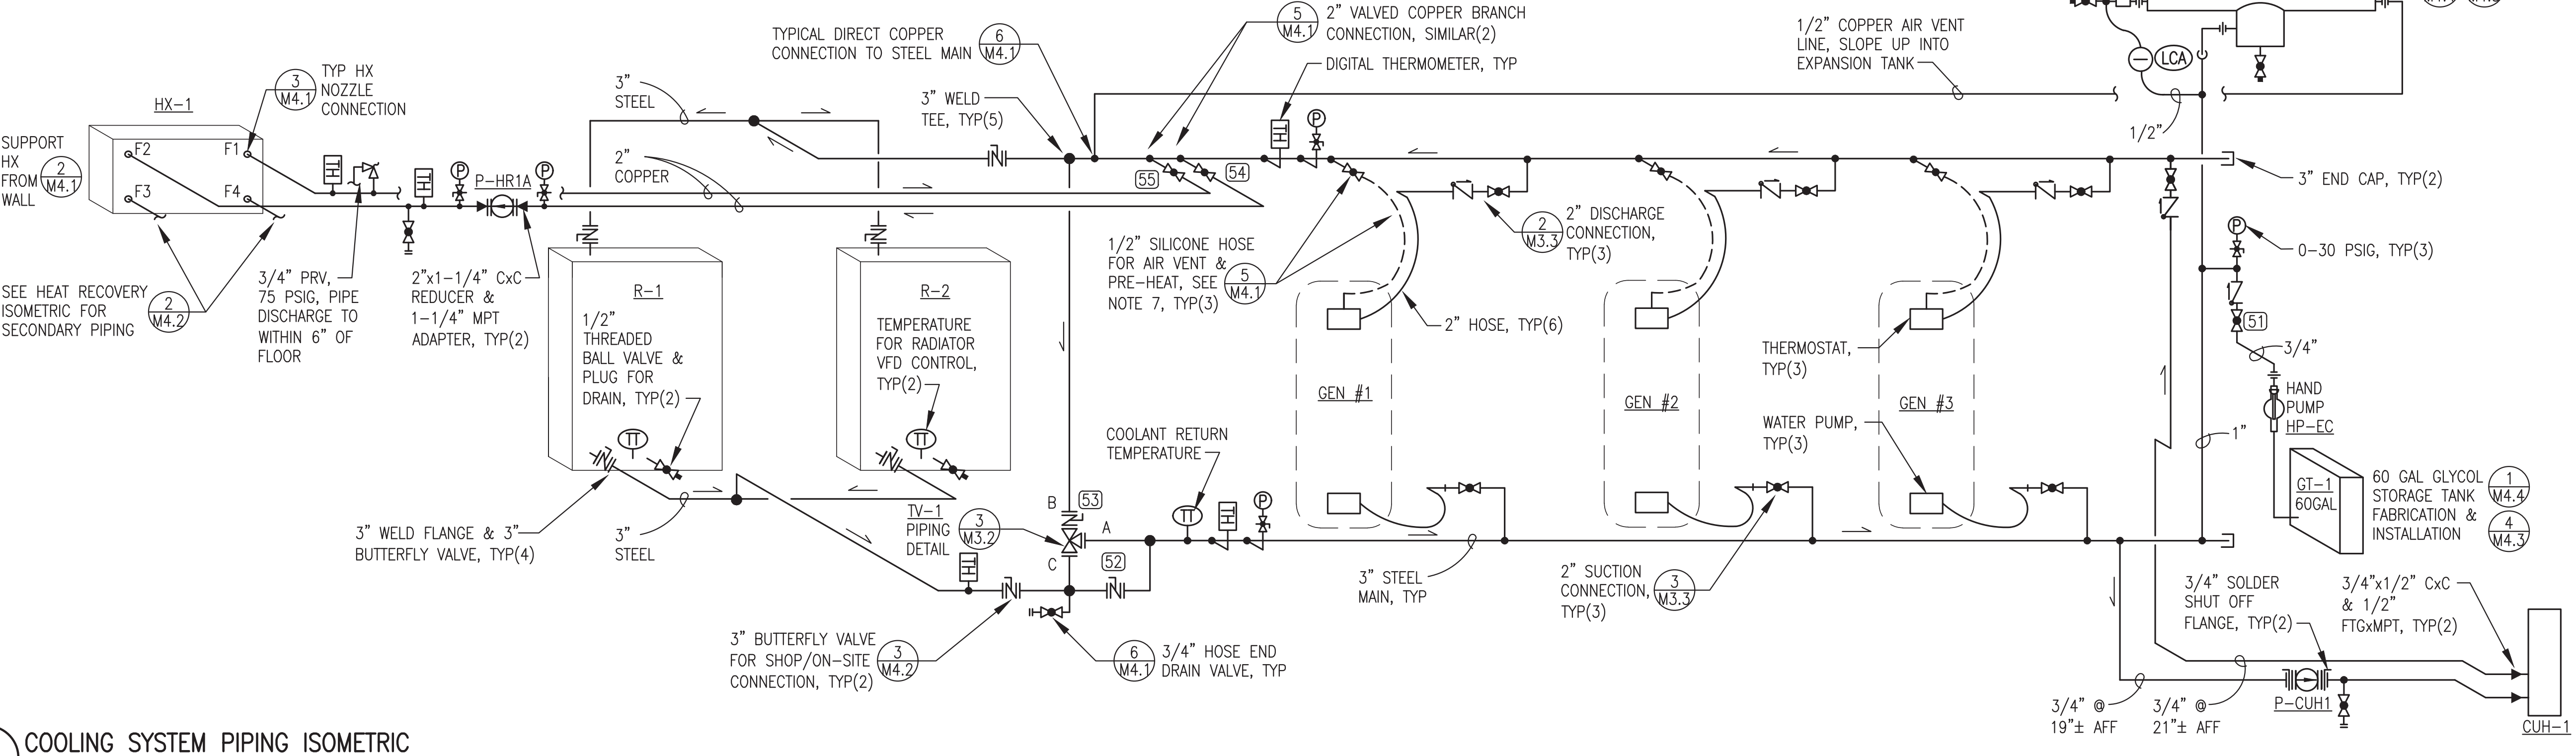 TYPICAL DIRECT COPPER
CONNECTION TO STEEL MAIN
6
M4.1
5
M4.1
2" VALVED COPPER BRANCH
CONNECTION, SIMILAR(2)
DIGITAL THERMOMETER, TYP
1/2" COPPER AIR VENT
LINE, SLOPE UP INTO
EXPANSION TANK
LCA
1/2"
HX-1
3
M4.1
TYP HX
NOZZLE
CONNECTION
3"
STEEL
3" WELD
TEE, TYP(5)
SUPPORT
HX
FROM
WALL
2
M4.1
F2
F1
F3
F4
TH
TH
P
P-HR1A
P
2"
COPPER
55
54
TH
P
3" END CAP, TYP(2)
SEE HEAT RECOVERY
ISOMETRIC FOR
SECONDARY PIPING
2
M4.2
3/4" PRV,
75 PSIG, PIPE
DISCHARGE TO
WITHIN 6" OF
FLOOR
2"x1-1/4" CxC
REDUCER &
1-1/4" MPT
ADAPTER, TYP(2)
R-1
1/2"
THREADED
BALL VALVE &
PLUG FOR
DRAIN, TYP(2)
TT
R-2
TEMPERATURE
FOR RADIATOR
VFD CONTROL,
TYP(2)
TT
1/2" SILICONE HOSE
FOR AIR VENT &
PRE-HEAT, SEE
NOTE 7, TYP(3)
5
M4.1
2
M3.3
2" DISCHARGE
CONNECTION,
TYP(3)
2" HOSE, TYP(6)
GEN #1
GEN #2
GEN #3
THERMOSTAT,
TYP(3)
WATER PUMP,
TYP(3)
P
0-30 PSIG, TYP(3)
51
3/4"
HAND
PUMP
HP-EC
1"
GT-1
60GAL
60 GAL GLYCOL
STORAGE TANK
FABRICATION &
INSTALLATION
1
M4.4
4
M4.3
COOLANT RETURN
TEMPERATURE
TT
TH
P
3" WELD FLANGE & 3"
BUTTERFLY VALVE, TYP(4)
3"
STEEL
TV-1
PIPING
DETAIL
3
M3.2
B
53
A
C
52
TH
3" STEEL
MAIN, TYP
2" SUCTION
CONNECTION,
TYP(3)
3
M3.3
3" BUTTERFLY VALVE
FOR SHOP/ON-SITE
CONNECTION, TYP(2)
3
M4.2
6
M4.1
3/4" HOSE END
DRAIN VALVE, TYP
3/4" SOLDER
SHUT OFF
FLANGE, TYP(2)
3/4"x1/2" CxC
& 1/2"
FTGxMPT, TYP(2)
3/4" @
19"± AFF
3/4" @
21"± AFF
P-CUH1
CUH-1
COOLING SYSTEM PIPING ISOMETRIC